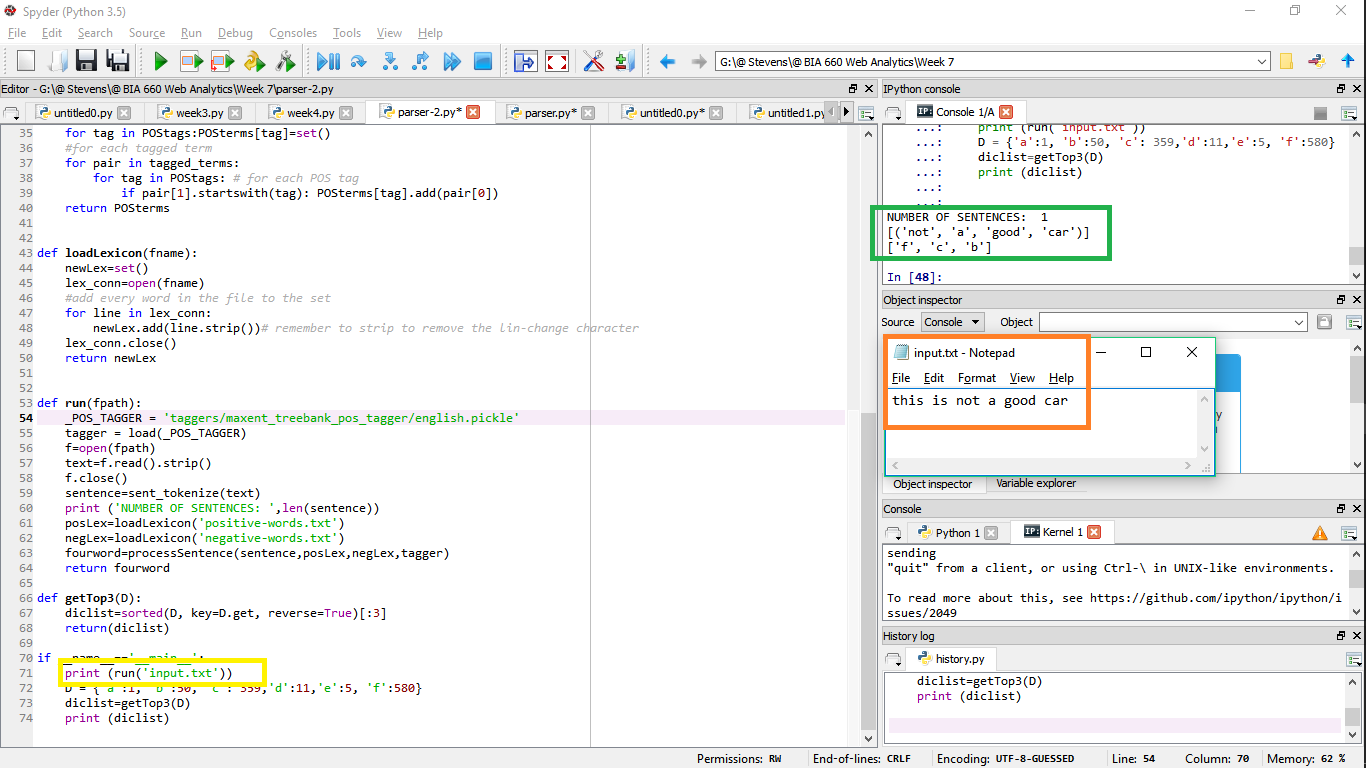 Spyder (Python 3.5)
File Edit Search Source Run Debug Consoles Tools View Help
G:\@ Stevens\@ BIA 660 Web Analytics\Week 7
Editor - G:\@ Stevens\@ BIA 660 Web Analytics\Week 7\parser-2.py
untitled0.py week3.py week4.py parser-2.py* parser.py* untitled0.py* untitled1.py
35 for tag in POStags:POSterms[tag]=set()
36 #for each tagged term
37 for pair in tagged_terms:
38 for tag in POStags: # for each POS tag
39 if pair[1].startswith(tag): POSterms[tag].add(pair[0])
40 return POSterms
41
42
43 def loadLexicon(fname):
44 newLex=set()
45 lex_conn=open(fname)
46 #add every word in the file to the set
47 for line in lex_conn:
48 newLex.add(line.strip())# remember to strip to remove the lin-change character
49 lex_conn.close()
50 return newLex
51
52
53 def run(fpath):
54 _POS_TAGGER = 'taggers/maxent_treebank_pos_tagger/english.pickle'
55 tagger = load(_POS_TAGGER)
56 f=open(fpath)
57 text=f.read().strip()
58 f.close()
59 sentence=sent_tokenize(text)
60 print ('NUMBER OF SENTENCES: ',len(sentence))
61 posLex=loadLexicon('positive-words.txt')
62 negLex=loadLexicon('negative-words.txt')
63 fourword=processSentence(sentence,posLex,negLex,tagger)
64 return fourword
65
66 def getTop3(D):
67 diclist=sorted(D, key=D.get, reverse=True)[:3]
68 return(diclist)
69
70 if __name__=='__main__':
71 print (run('input.txt'))
72 D = {'a':1, 'b':50, 'c': 359,'d':11,'e':5, 'f':580}
73 diclist=getTop3(D)
74 print (diclist)
IPython console
Console 1/A
...: print (run('input.txt'))
...: D = {'a':1, 'b':50, 'c': 359,'d':11,'e':5, 'f':580}
...: diclist=getTop3(D)
...: print (diclist)
...:
...:
NUMBER OF SENTENCES:  1
[('not', 'a', 'good', 'car')]
['f', 'c', 'b']
In [48]:
Object inspector
Source Console Object
input.txt - Notepad
File Edit Format View Help
this is not a good car
Object inspector Variable explorer
Console
Python 1 Kernel 1
sending
"quit" from a client, or using Ctrl-\ in UNIX-like environments.
To read more about this, see https://github.com/ipython/ipython/i
ssues/2049
History log
history.py
diclist=getTop3(D)
print (diclist)
Permissions: RW End-of-lines: CRLF Encoding: UTF-8-GUESSED Line: 54 Column: 70 Memory: 62 %